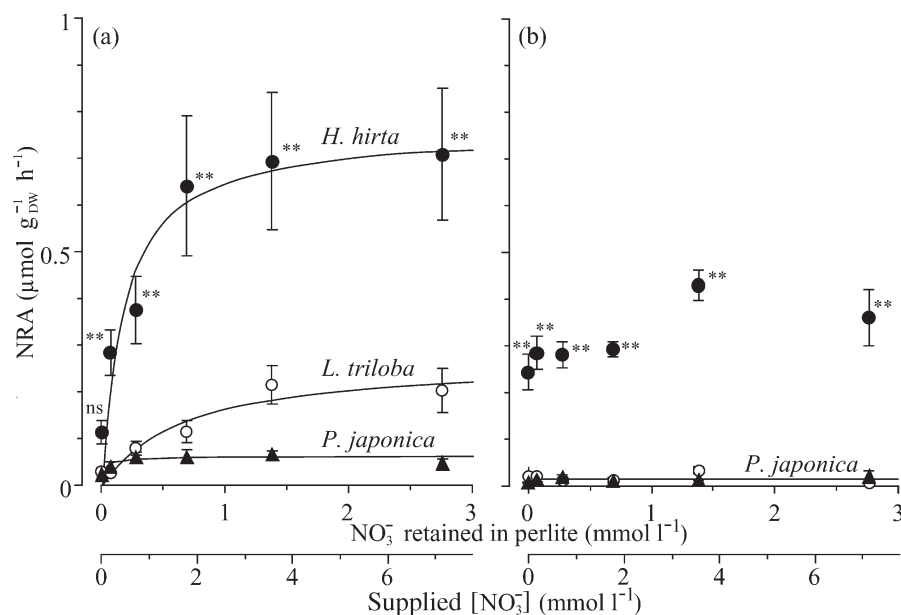 1
(a)
(b)
H. hirta
**
**
**
**
**
ns
0.5
L. triloba
P. japonica
0
NRA (µmol g⁻¹DW h⁻¹)
**
**
**
**
**
**
P. japonica
0 1 2 3
0 1 2 3
NO₃⁻ retained in perlite (mmol l⁻¹)
0 2 4 6
0 2 4 6
Supplied [NO₃⁻] (mmol l⁻¹)